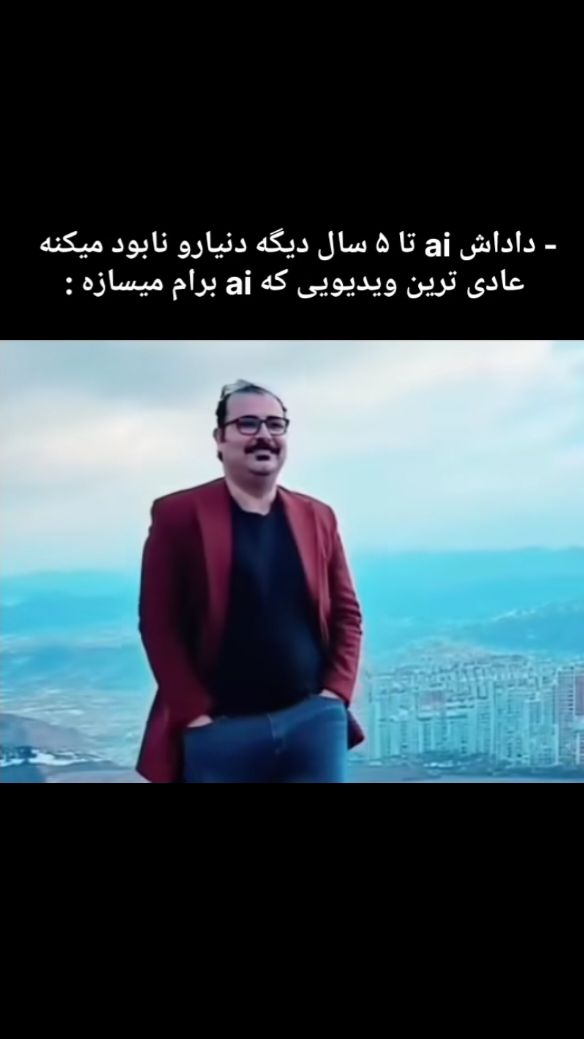 - داداش ai تا ۵ سال دیگه دنیارو نابود میکنه
عادی ترین ویدیویی که ai برام میسازه :